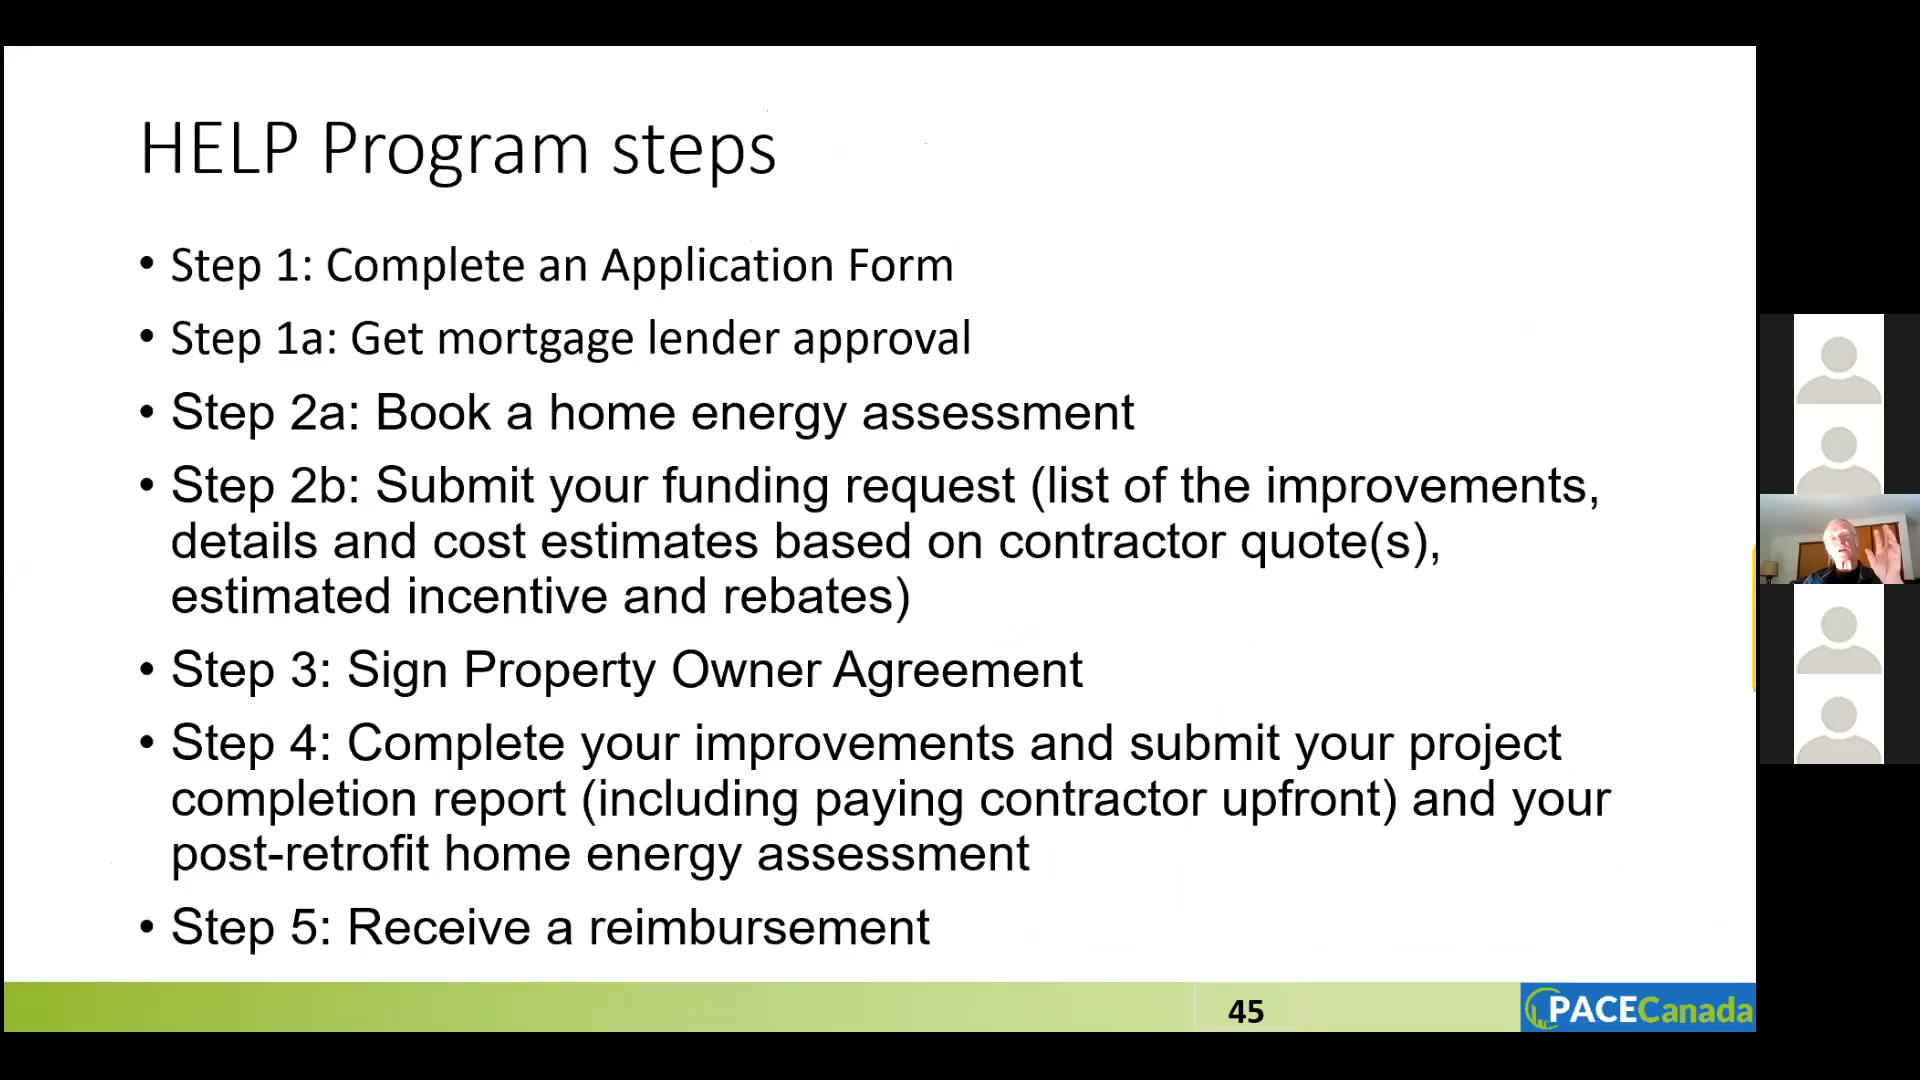 HELP Program steps
• Step 1: Complete an Application Form
• Step 1a: Get mortgage lender approval
• Step 2a: Book a home energy assessment
• Step 2b: Submit your funding request (list of the improvements,
details and cost estimates based on contractor quote(s),
estimated incentive and rebates)
• Step 3: Sign Property Owner Agreement
• Step 4: Complete your improvements and submit your project
completion report (including paying contractor upfront) and your
post-retrofit home energy assessment
• Step 5: Receive a reimbursement
45
PACECanada